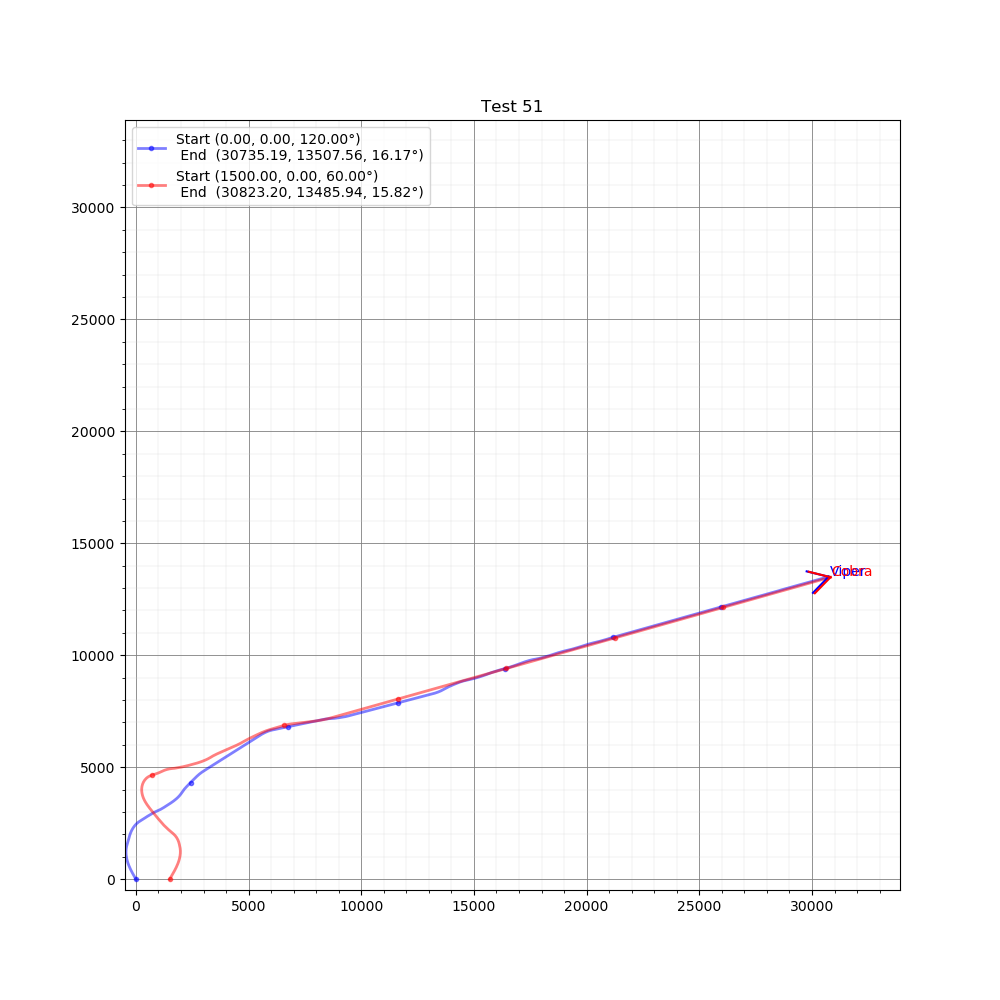 Test 51
Start (0.00, 0.00, 120.00°)
End  (30735.19, 13507.56, 16.17°)
Start (1500.00, 0.00, 60.00°)
End  (30823.20, 13485.94, 15.82°)
30000
25000
20000
15000
10000
5000
0
Viper
Cobra
0
5000
10000
15000
20000
25000
30000